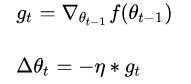 g_t = ∇_{θ_{t−1}} f(θ_{t−1})
Δθ_t = −η * g_t